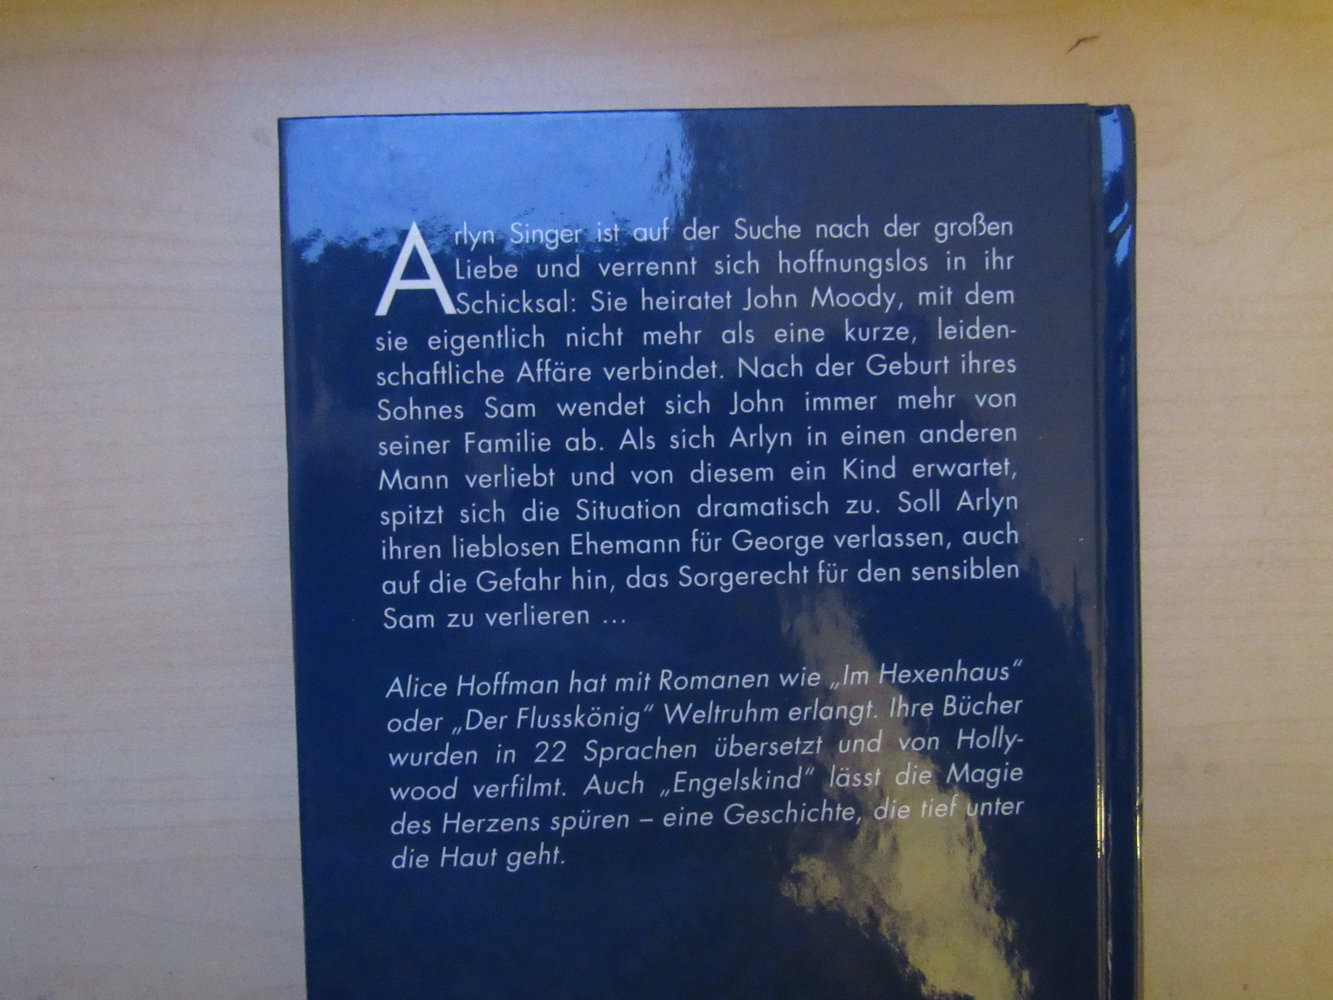 Arlyn Singer ist auf der Suche nach der großen
Liebe und verrennt sich hoffnungslos in ihr
Schicksal: Sie heiratet John Moody, mit dem
sie eigentlich nicht mehr als eine kurze, leiden-
schaftliche Affäre verbindet. Nach der Geburt ihres
Sohnes Sam wendet sich John immer mehr von
seiner Familie ab. Als sich Arlyn in einen anderen
Mann verliebt und von diesem ein Kind erwartet,
spitzt sich die Situation dramatisch zu. Soll Arlyn
ihren lieblosen Ehemann für George verlassen, auch
auf die Gefahr hin, das Sorgerecht für den sensiblen
Sam zu verlieren ...
Alice Hoffman hat mit Romanen wie „Im Hexenhaus“
oder „Der Flusskönig“ Weltruhm erlangt. Ihre Bücher
wurden in 22 Sprachen übersetzt und von Holly-
wood verfilmt. Auch „Engelskind“ lässt die Magie
des Herzens spüren – eine Geschichte, die tief unter
die Haut geht.